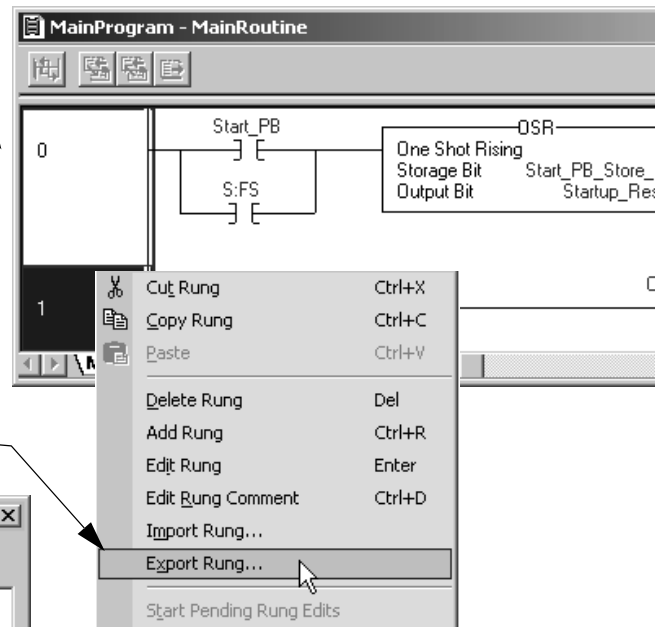 MainProgram - MainRoutine
0
Start_PB
S:FS
OSR
One Shot Rising
Storage Bit Start_PB_Store_
Output Bit Startup_Res
1
Cut Rung Ctrl+X
Copy Rung Ctrl+C
Paste Ctrl+V
Delete Rung Del
Add Rung Ctrl+R
Edit Rung Enter
Edit Rung Comment Ctrl+D
Import Rung...
Export Rung...
Start Pending Rung Edits